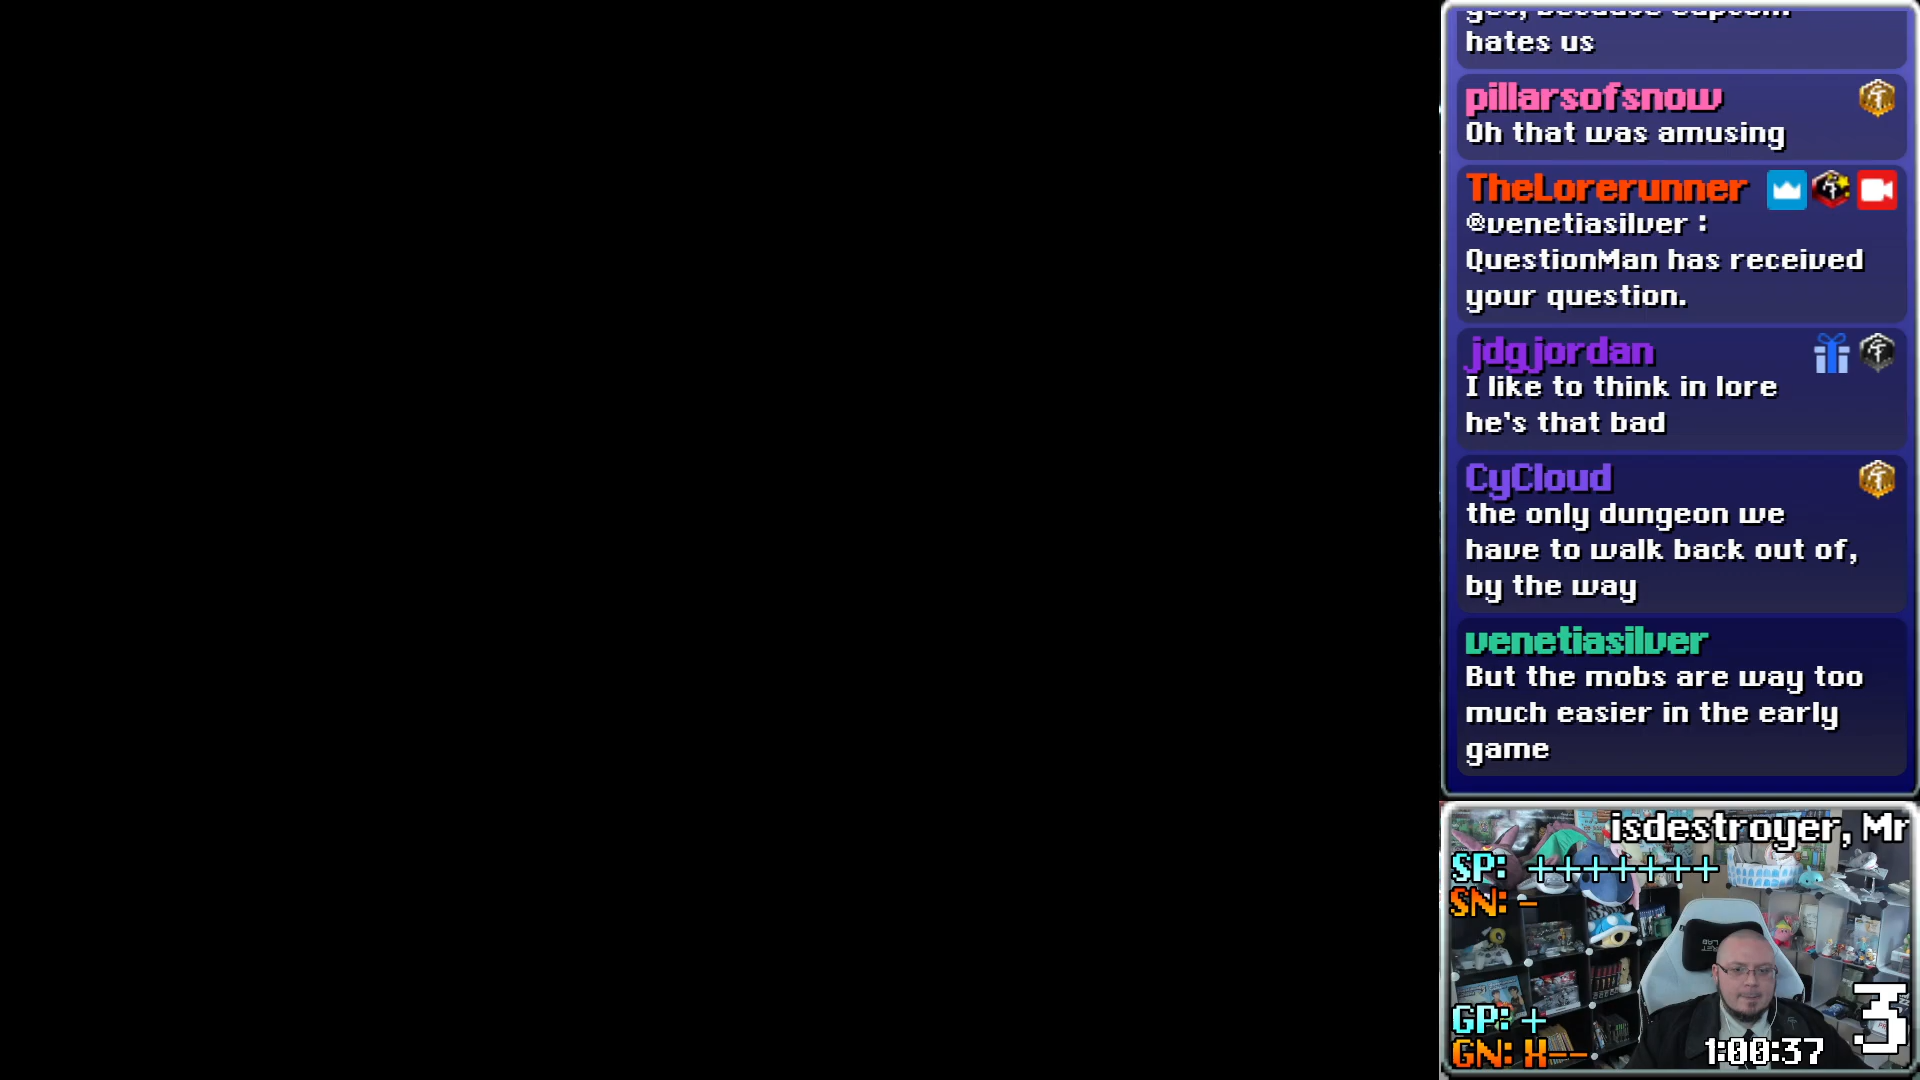 hates us
pillarsofsnow
Oh that was amusing
TheLorerunner
@venetiasilver :
QuestionMan has received
your question.
jdgjordan
I like to think in lore
he's that bad
CyCloud
the only dungeon we
have to walk back out of,
by the way
venetiasilver
But the mobs are way too
much easier in the early
game
isdestroyer, Mr
SP: +++++++
SN: -
GP: +
GN: X--
3
1:00:37